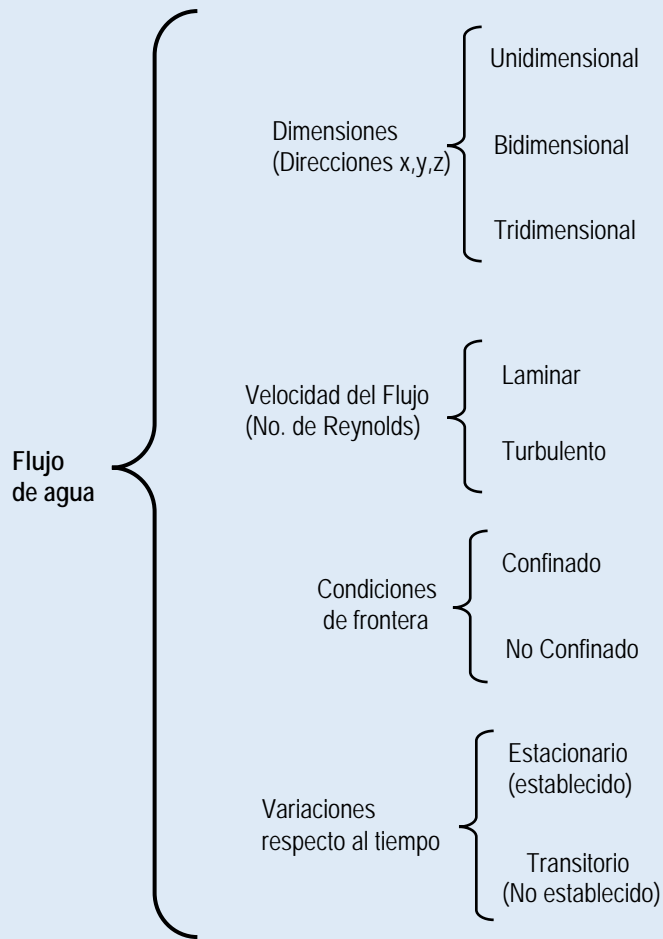 Flujo
de agua
Dimensiones
(Direcciones x,y,z)
Unidimensional
Bidimensional
Tridimensional
Velocidad del Flujo
(No. de Reynolds)
Laminar
Turbulento
Condiciones
de frontera
Confinado
No Confinado
Variaciones
respecto al tiempo
Estacionario
(establecido)
Transitorio
(No establecido)